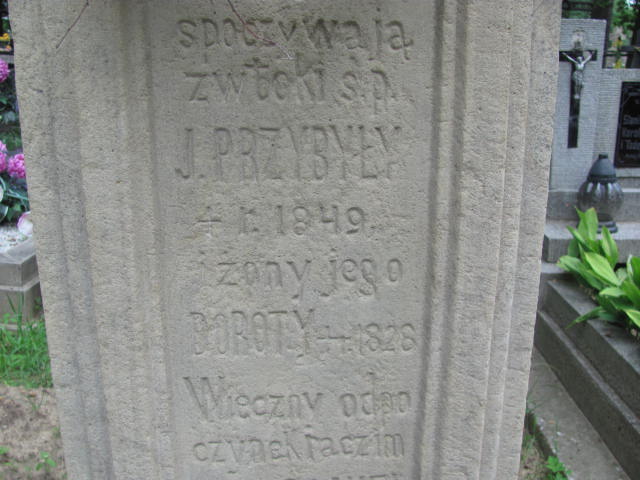 spoczywają
zwłoki ś.p.
J. PRZYBYŁY
+ r. 1849.
i żony jego
DOROTY + r. 1828
Wieczny odpo
czynek racz im